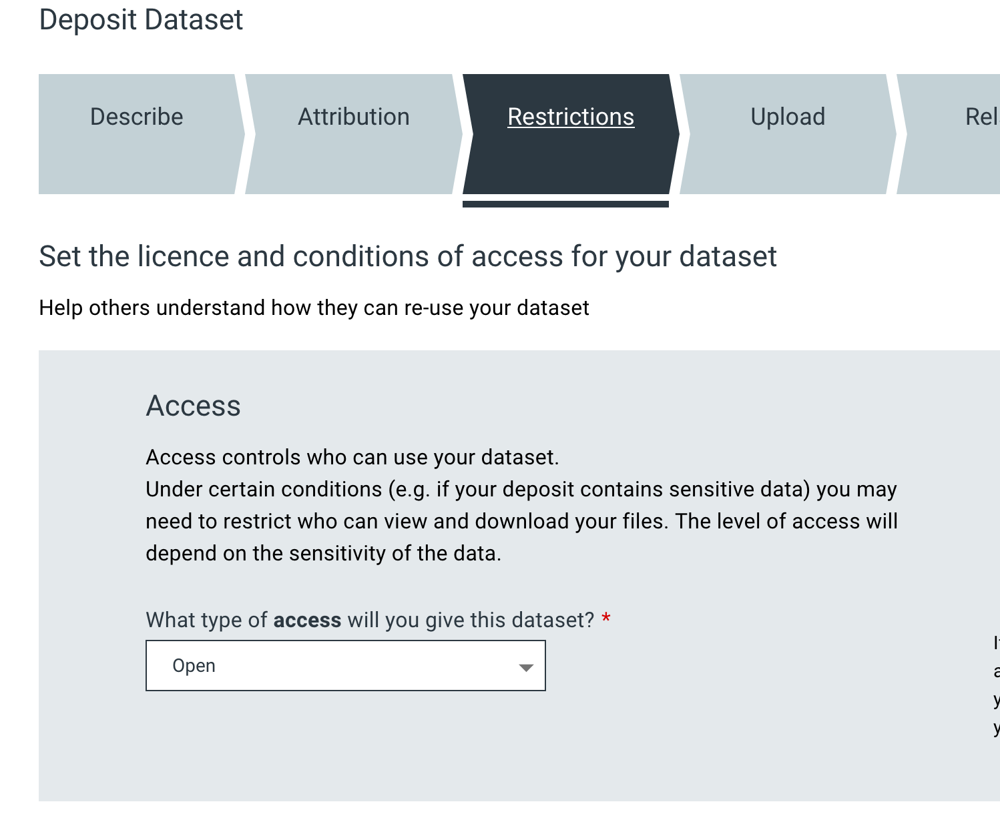 Deposit Dataset
Describe
Attribution
Restrictions
Upload
Set the licence and conditions of access for your dataset
Help others understand how they can re-use your dataset
Access
Access controls who can use your dataset.
Under certain conditions (e.g. if your deposit contains sensitive data) you may
need to restrict who can view and download your files. The level of access will
depend on the sensitivity of the data.
What type of access will you give this dataset? *
Open